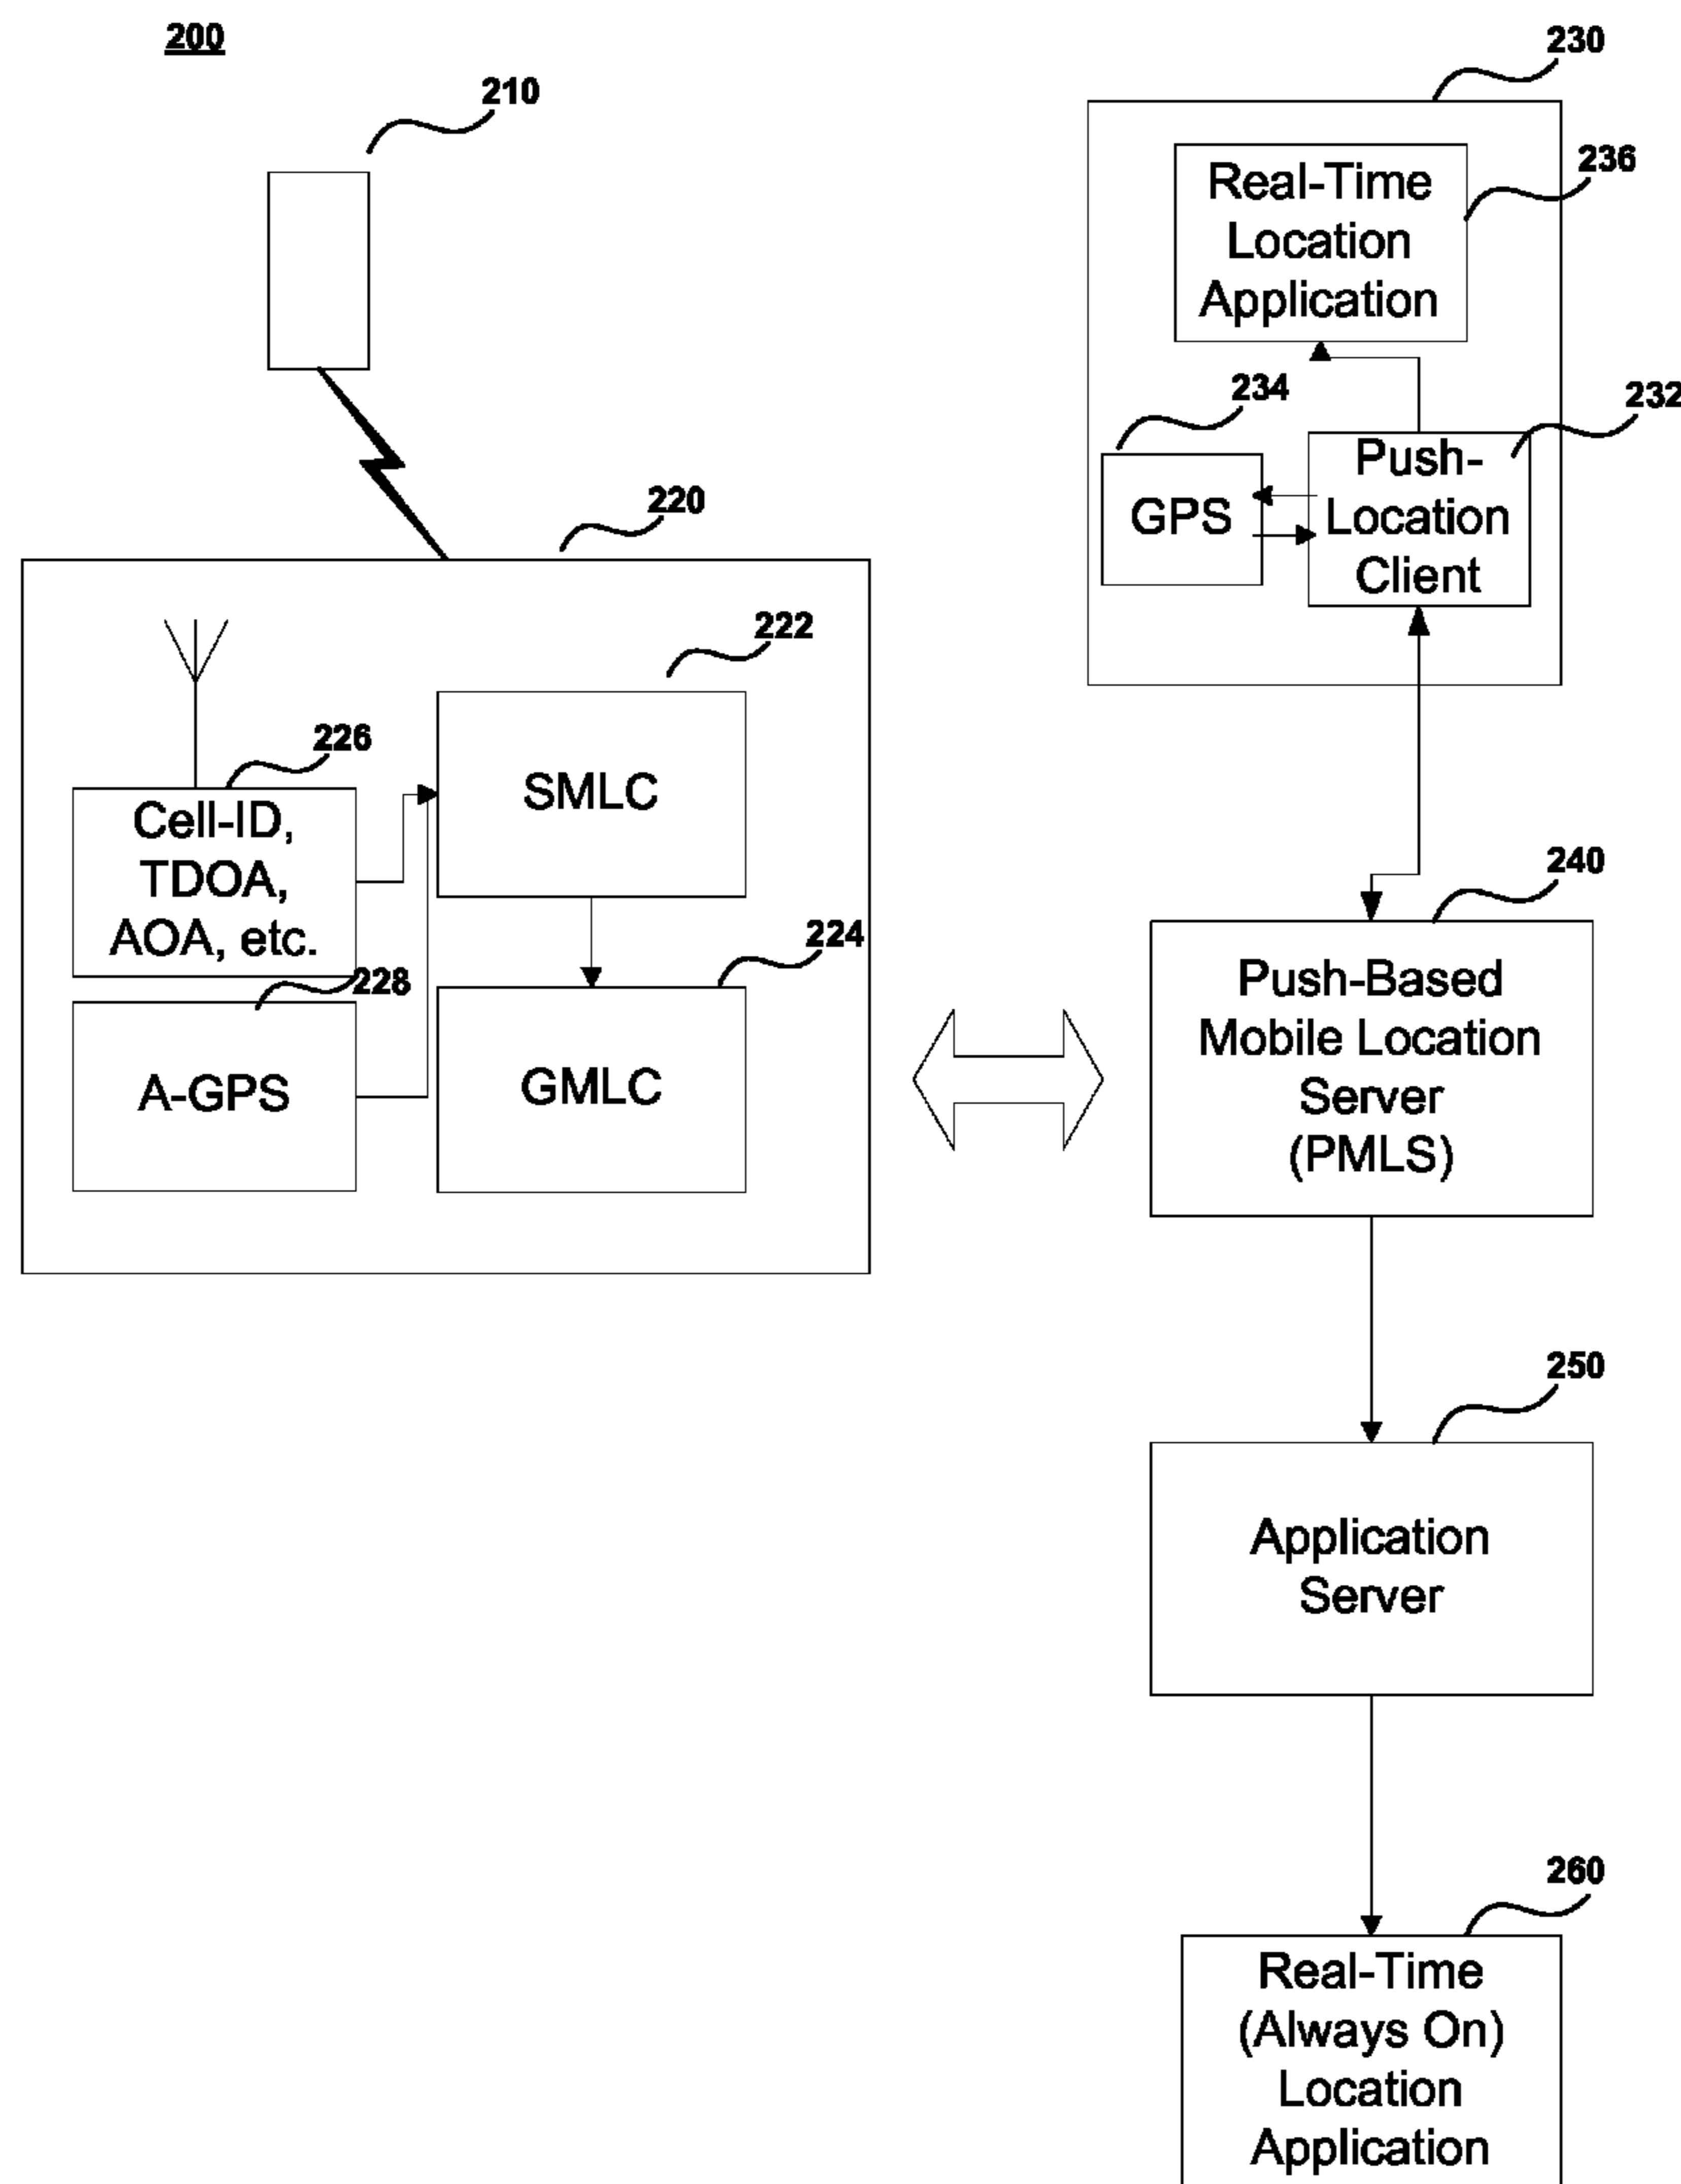 200
210
230
Real-Time
Location
Application
236
234
232
GPS
Push-
Location
Client
220
222
226
SMLC
Cell-ID,
TDOA,
AOA, etc.
224
228
A-GPS
GMLC
240
Push-Based
Mobile Location
Server
(PMLS)
250
Application
Server
260
Real-Time
(Always On)
Location
Application